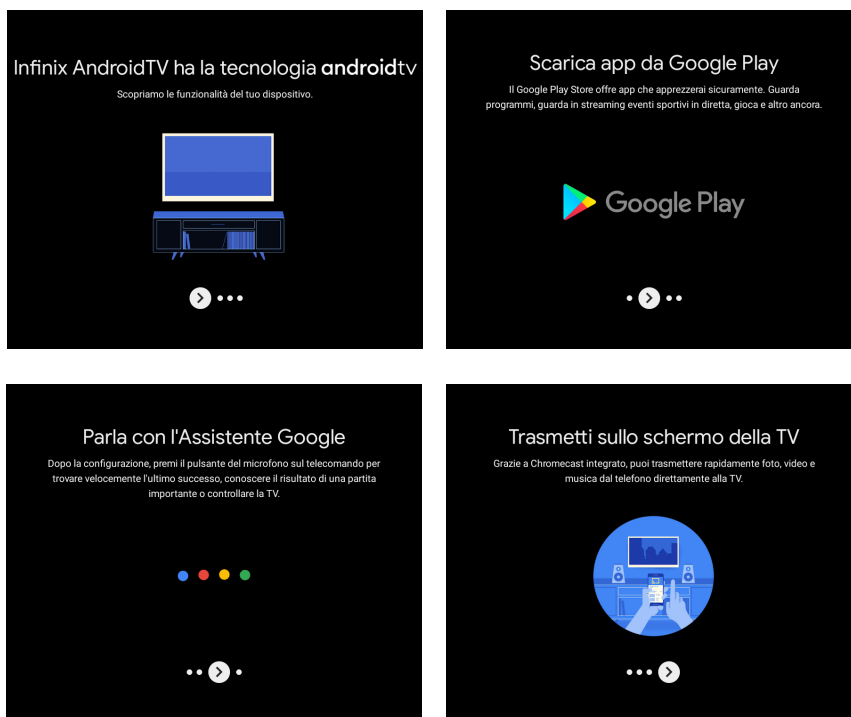 Infinix AndroidTV ha la tecnologia androidtv
Scopriamo le funzionalità del tuo dispositivo.
Scarica app da Google Play
Il Google Play Store offre app che apprezzerai sicuramente. Guarda
programmi, guarda in streaming eventi sportivi in diretta, gioca e altro ancora.
Google Play
Parla con l'Assistente Google
Dopo la configurazione, premi il pulsante del microfono sul telecomando per
trovare velocemente l'ultimo successo, conoscere il risultato di una partita
importante o controllare la TV.
Trasmetti sullo schermo della TV
Grazie a Chromecast integrato, puoi trasmettere rapidamente foto, video e
musica dal telefono direttamente alla TV.